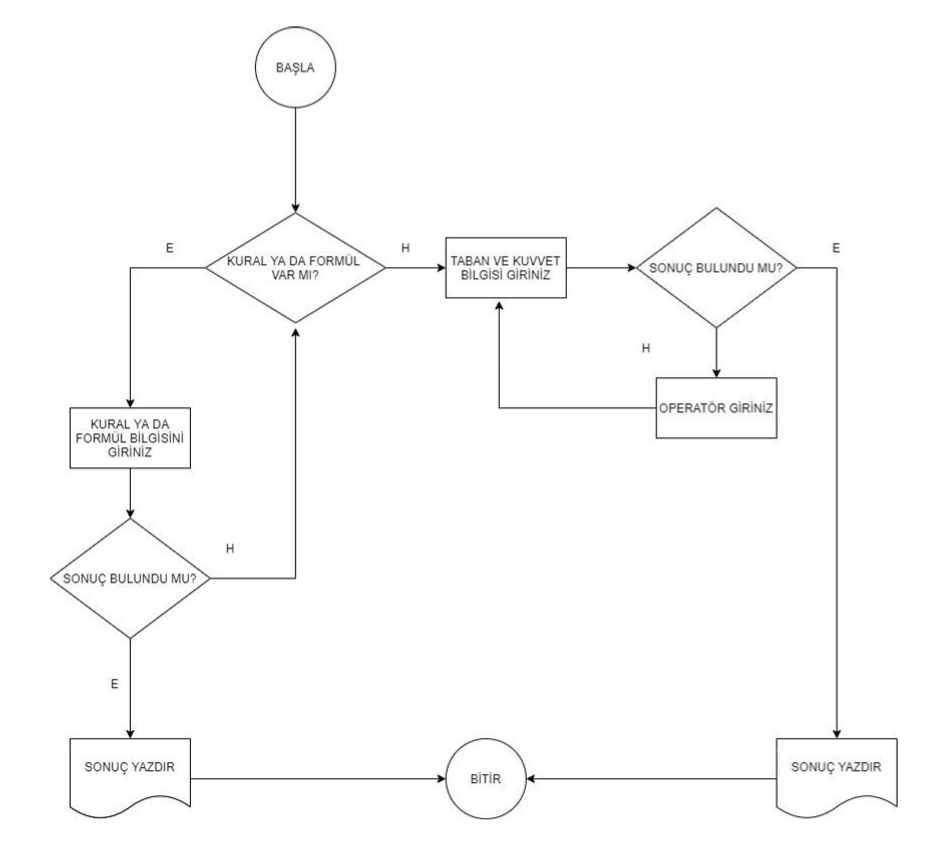 BAŞLA
E
KURAL YA DA FORMÜL
VAR MI?
H
TABAN VE KUVVET
BİLGİSİ GİRİNİZ
SONUÇ BULUNDU MU?
E
H
OPERATÖR GİRİNİZ
KURAL YA DA
FORMÜL BİLGİSİNİ
GİRİNİZ
H
SONUÇ BULUNDU MU?
E
SONUÇ YAZDIR
BİTİR
SONUÇ YAZDIR